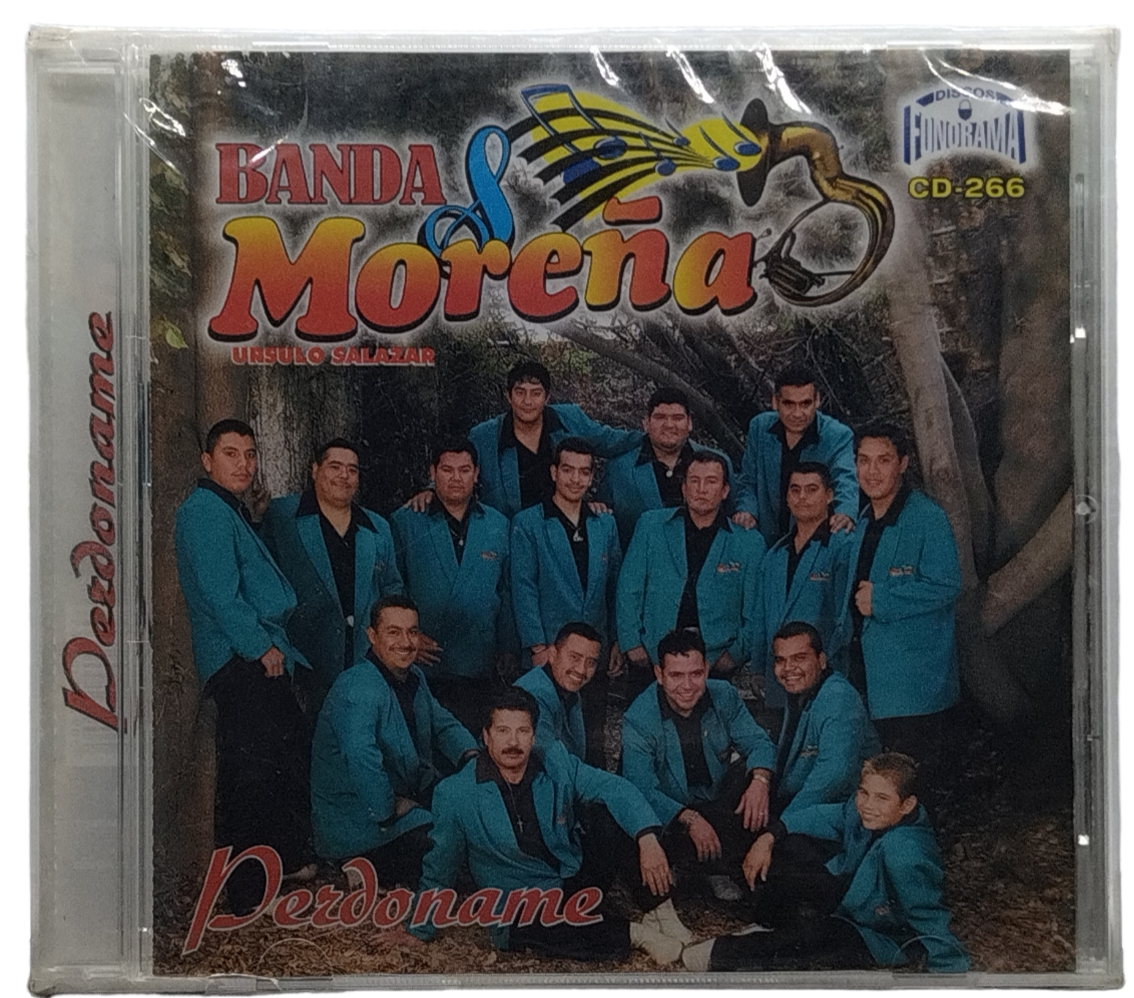 BANDA
Moreña
URSULO SALAZAR
DISCOS
FONORAMA
CD-266
Perdoname
Perdoname